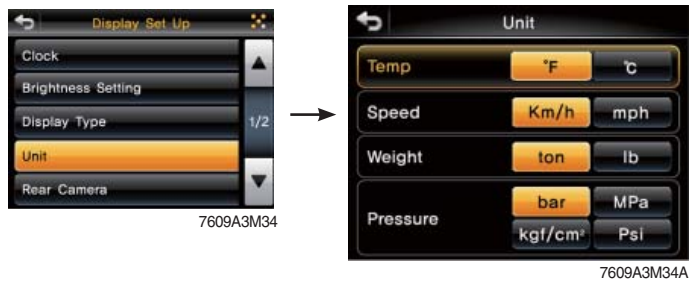 Display Set Up
Clock
Brightness Setting
Display Type
1/2
Unit
Rear Camera
7609A3M34
Unit
Temp °F °C
Speed Km/h mph
Weight ton lb
Pressure bar MPa
kgf/cm² Psi
7609A3M34A